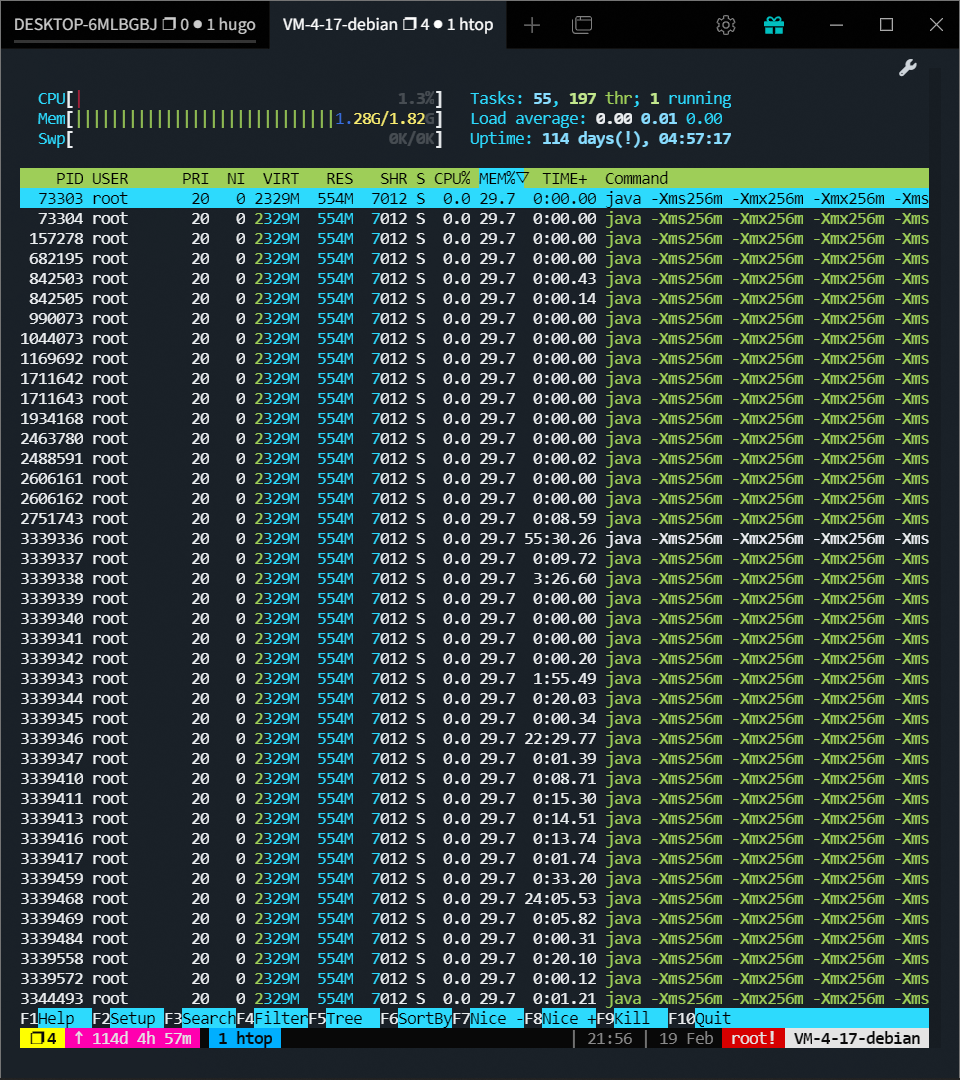 DESKTOP-6MLBGBJ ❐ 0 ● 1 hugo VM-4-17-debian ❐ 4 ● 1 htop
CPU[| 1.3%] Tasks: 55, 197 thr; 1 running
Mem[|||||||||||||||||||||||||||||1.28G/1.82G] Load average: 0.00 0.01 0.00
Swp[ 0K/0K] Uptime: 114 days(!), 04:57:17
PID USER PRI NI VIRT RES SHR S CPU% MEM%▽ TIME+ Command
73303 root 20 0 2329M 554M 7012 S 0.0 29.7 0:00.00 java -Xms256m -Xmx256m -Xmx256m -Xms
73304 root 20 0 2329M 554M 7012 S 0.0 29.7 0:00.00 java -Xms256m -Xmx256m -Xmx256m -Xms
157278 root 20 0 2329M 554M 7012 S 0.0 29.7 0:00.00 java -Xms256m -Xmx256m -Xmx256m -Xms
682195 root 20 0 2329M 554M 7012 S 0.0 29.7 0:00.00 java -Xms256m -Xmx256m -Xmx256m -Xms
842503 root 20 0 2329M 554M 7012 S 0.0 29.7 0:00.43 java -Xms256m -Xmx256m -Xmx256m -Xms
842505 root 20 0 2329M 554M 7012 S 0.0 29.7 0:00.14 java -Xms256m -Xmx256m -Xmx256m -Xms
990073 root 20 0 2329M 554M 7012 S 0.0 29.7 0:00.00 java -Xms256m -Xmx256m -Xmx256m -Xms
1044073 root 20 0 2329M 554M 7012 S 0.0 29.7 0:00.00 java -Xms256m -Xmx256m -Xmx256m -Xms
1169692 root 20 0 2329M 554M 7012 S 0.0 29.7 0:00.00 java -Xms256m -Xmx256m -Xmx256m -Xms
1711642 root 20 0 2329M 554M 7012 S 0.0 29.7 0:00.00 java -Xms256m -Xmx256m -Xmx256m -Xms
1711643 root 20 0 2329M 554M 7012 S 0.0 29.7 0:00.00 java -Xms256m -Xmx256m -Xmx256m -Xms
1934168 root 20 0 2329M 554M 7012 S 0.0 29.7 0:00.00 java -Xms256m -Xmx256m -Xmx256m -Xms
2463780 root 20 0 2329M 554M 7012 S 0.0 29.7 0:00.00 java -Xms256m -Xmx256m -Xmx256m -Xms
2488591 root 20 0 2329M 554M 7012 S 0.0 29.7 0:00.02 java -Xms256m -Xmx256m -Xmx256m -Xms
2606161 root 20 0 2329M 554M 7012 S 0.0 29.7 0:00.00 java -Xms256m -Xmx256m -Xmx256m -Xms
2606162 root 20 0 2329M 554M 7012 S 0.0 29.7 0:00.00 java -Xms256m -Xmx256m -Xmx256m -Xms
2751743 root 20 0 2329M 554M 7012 S 0.0 29.7 0:08.59 java -Xms256m -Xmx256m -Xmx256m -Xms
3339336 root 20 0 2329M 554M 7012 S 0.0 29.7 55:30.26 java -Xms256m -Xmx256m -Xmx256m -Xms
3339337 root 20 0 2329M 554M 7012 S 0.0 29.7 0:09.72 java -Xms256m -Xmx256m -Xmx256m -Xms
3339338 root 20 0 2329M 554M 7012 S 0.0 29.7 3:26.60 java -Xms256m -Xmx256m -Xmx256m -Xms
3339339 root 20 0 2329M 554M 7012 S 0.0 29.7 0:00.00 java -Xms256m -Xmx256m -Xmx256m -Xms
3339340 root 20 0 2329M 554M 7012 S 0.0 29.7 0:00.00 java -Xms256m -Xmx256m -Xmx256m -Xms
3339341 root 20 0 2329M 554M 7012 S 0.0 29.7 0:00.00 java -Xms256m -Xmx256m -Xmx256m -Xms
3339342 root 20 0 2329M 554M 7012 S 0.0 29.7 0:00.20 java -Xms256m -Xmx256m -Xmx256m -Xms
3339343 root 20 0 2329M 554M 7012 S 0.0 29.7 1:55.49 java -Xms256m -Xmx256m -Xmx256m -Xms
3339344 root 20 0 2329M 554M 7012 S 0.0 29.7 0:20.03 java -Xms256m -Xmx256m -Xmx256m -Xms
3339345 root 20 0 2329M 554M 7012 S 0.0 29.7 0:00.34 java -Xms256m -Xmx256m -Xmx256m -Xms
3339346 root 20 0 2329M 554M 7012 S 0.0 29.7 22:29.77 java -Xms256m -Xmx256m -Xmx256m -Xms
3339347 root 20 0 2329M 554M 7012 S 0.0 29.7 0:01.39 java -Xms256m -Xmx256m -Xmx256m -Xms
3339410 root 20 0 2329M 554M 7012 S 0.0 29.7 0:08.71 java -Xms256m -Xmx256m -Xmx256m -Xms
3339411 root 20 0 2329M 554M 7012 S 0.0 29.7 0:15.30 java -Xms256m -Xmx256m -Xmx256m -Xms
3339413 root 20 0 2329M 554M 7012 S 0.0 29.7 0:14.51 java -Xms256m -Xmx256m -Xmx256m -Xms
3339416 root 20 0 2329M 554M 7012 S 0.0 29.7 0:13.74 java -Xms256m -Xmx256m -Xmx256m -Xms
3339417 root 20 0 2329M 554M 7012 S 0.0 29.7 0:01.74 java -Xms256m -Xmx256m -Xmx256m -Xms
3339459 root 20 0 2329M 554M 7012 S 0.0 29.7 0:33.20 java -Xms256m -Xmx256m -Xmx256m -Xms
3339468 root 20 0 2329M 554M 7012 S 0.0 29.7 24:05.53 java -Xms256m -Xmx256m -Xmx256m -Xms
3339469 root 20 0 2329M 554M 7012 S 0.0 29.7 0:05.82 java -Xms256m -Xmx256m -Xmx256m -Xms
3339484 root 20 0 2329M 554M 7012 S 0.0 29.7 0:00.31 java -Xms256m -Xmx256m -Xmx256m -Xms
3339558 root 20 0 2329M 554M 7012 S 0.0 29.7 0:20.10 java -Xms256m -Xmx256m -Xmx256m -Xms
3339572 root 20 0 2329M 554M 7012 S 0.0 29.7 0:00.12 java -Xms256m -Xmx256m -Xmx256m -Xms
3344493 root 20 0 2329M 554M 7012 S 0.0 29.7 0:01.21 java -Xms256m -Xmx256m -Xmx256m -Xms
F1Help F2Setup F3SearchF4FilterF5Tree F6SortByF7Nice -F8Nice +F9Kill F10Quit
❐ 4 ↑ 114d 4h 57m 1 htop | 21:56 | 19 Feb root! VM-4-17-debian